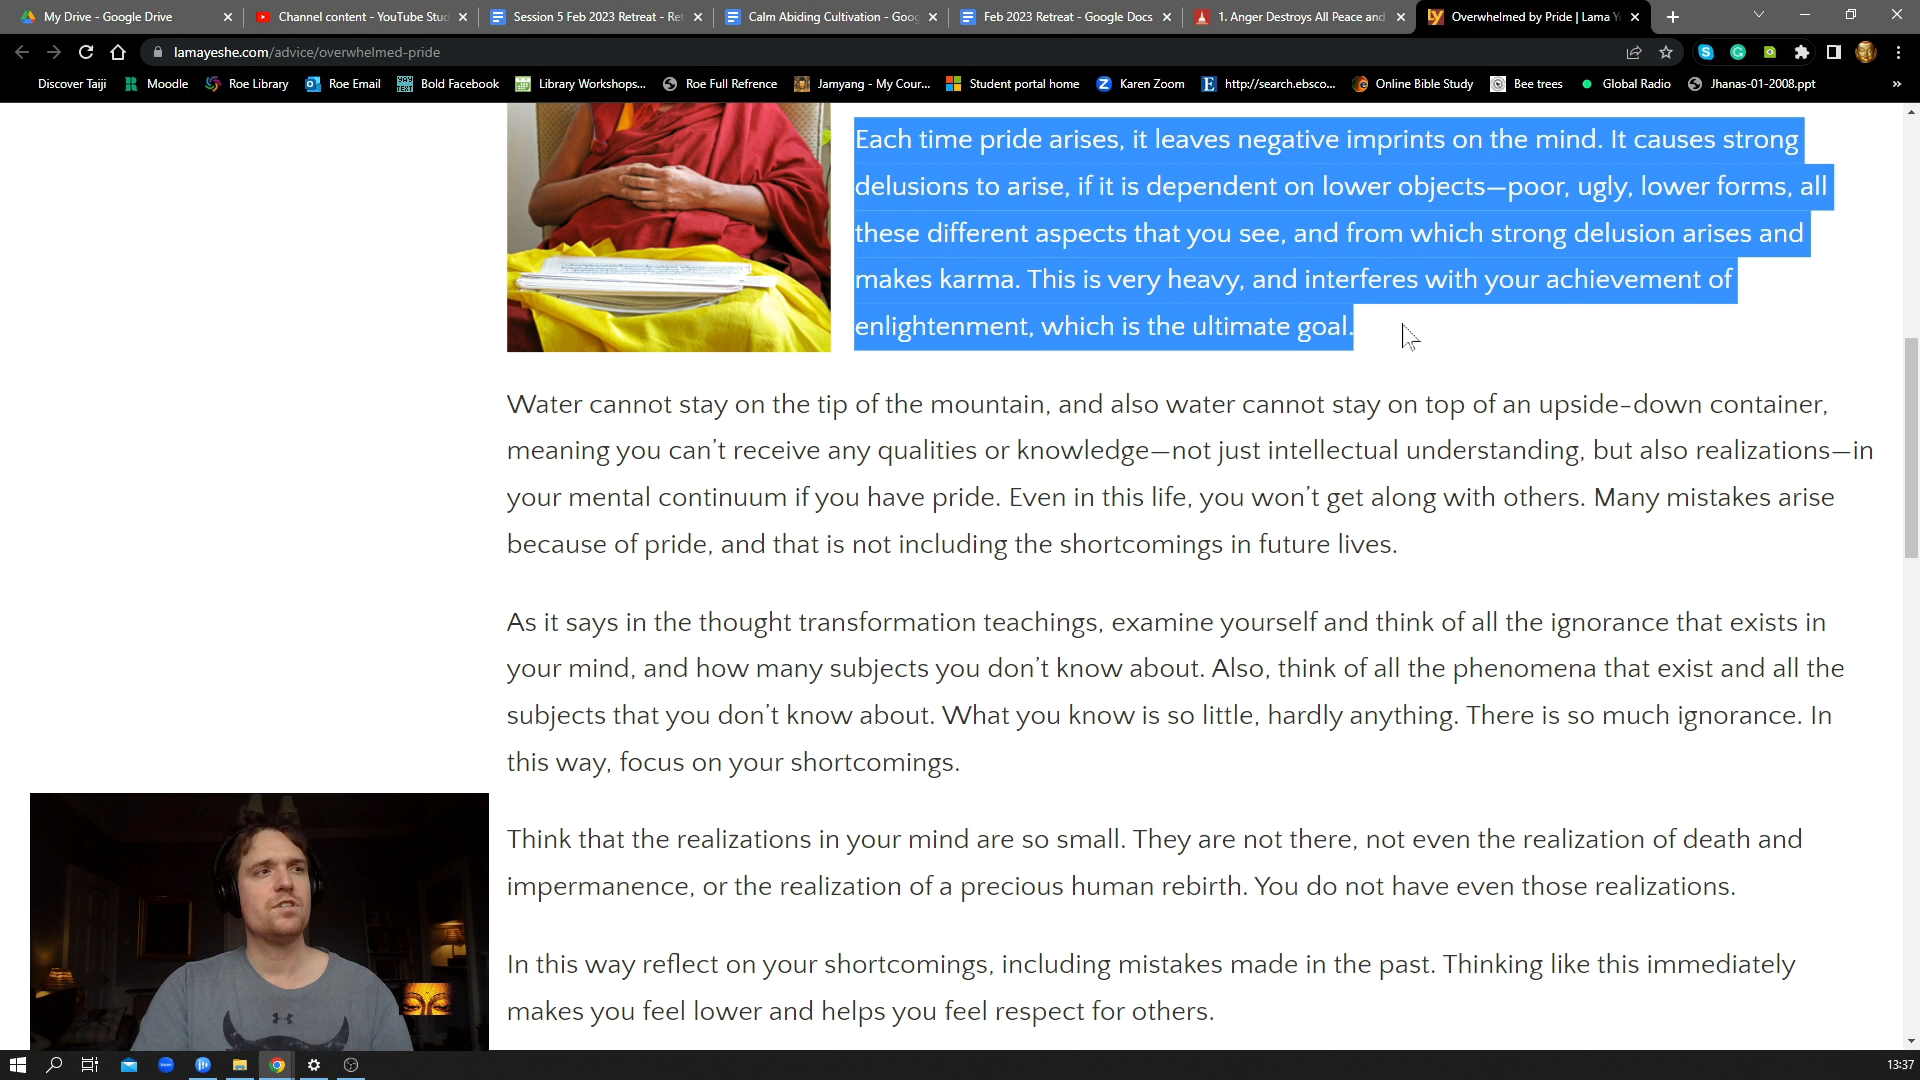 My Drive - Google Drive
Channel content - YouTube Stud
Session 5 Feb 2023 Retreat - Ret
Calm Abiding Cultivation - Goog
Feb 2023 Retreat - Google Docs
1. Anger Destroys All Peace and
Overwhelmed by Pride | Lama Y
lamayeshe.com/advice/overwhelmed-pride
Discover Taiji
Moodle
Roe Library
Roe Email
Bold Facebook
Library Workshops...
Roe Full Refrence
Jamyang - My Cour...
Student portal home
Karen Zoom
http://search.ebsco...
Online Bible Study
Bee trees
Global Radio
Jhanas-01-2008.ppt
Each time pride arises, it leaves negative imprints on the mind. It causes strong
delusions to arise, if it is dependent on lower objects—poor, ugly, lower forms, all
these different aspects that you see, and from which strong delusion arises and
makes karma. This is very heavy, and interferes with your achievement of
enlightenment, which is the ultimate goal.
Water cannot stay on the tip of the mountain, and also water cannot stay on top of an upside-down container,
meaning you can't receive any qualities or knowledge—not just intellectual understanding, but also realizations—in
your mental continuum if you have pride. Even in this life, you won't get along with others. Many mistakes arise
because of pride, and that is not including the shortcomings in future lives.
As it says in the thought transformation teachings, examine yourself and think of all the ignorance that exists in
your mind, and how many subjects you don't know about. Also, think of all the phenomena that exist and all the
subjects that you don't know about. What you know is so little, hardly anything. There is so much ignorance. In
this way, focus on your shortcomings.
Think that the realizations in your mind are so small. They are not there, not even the realization of death and
impermanence, or the realization of a precious human rebirth. You do not have even those realizations.
In this way reflect on your shortcomings, including mistakes made in the past. Thinking like this immediately
makes you feel lower and helps you feel respect for others.
13:37